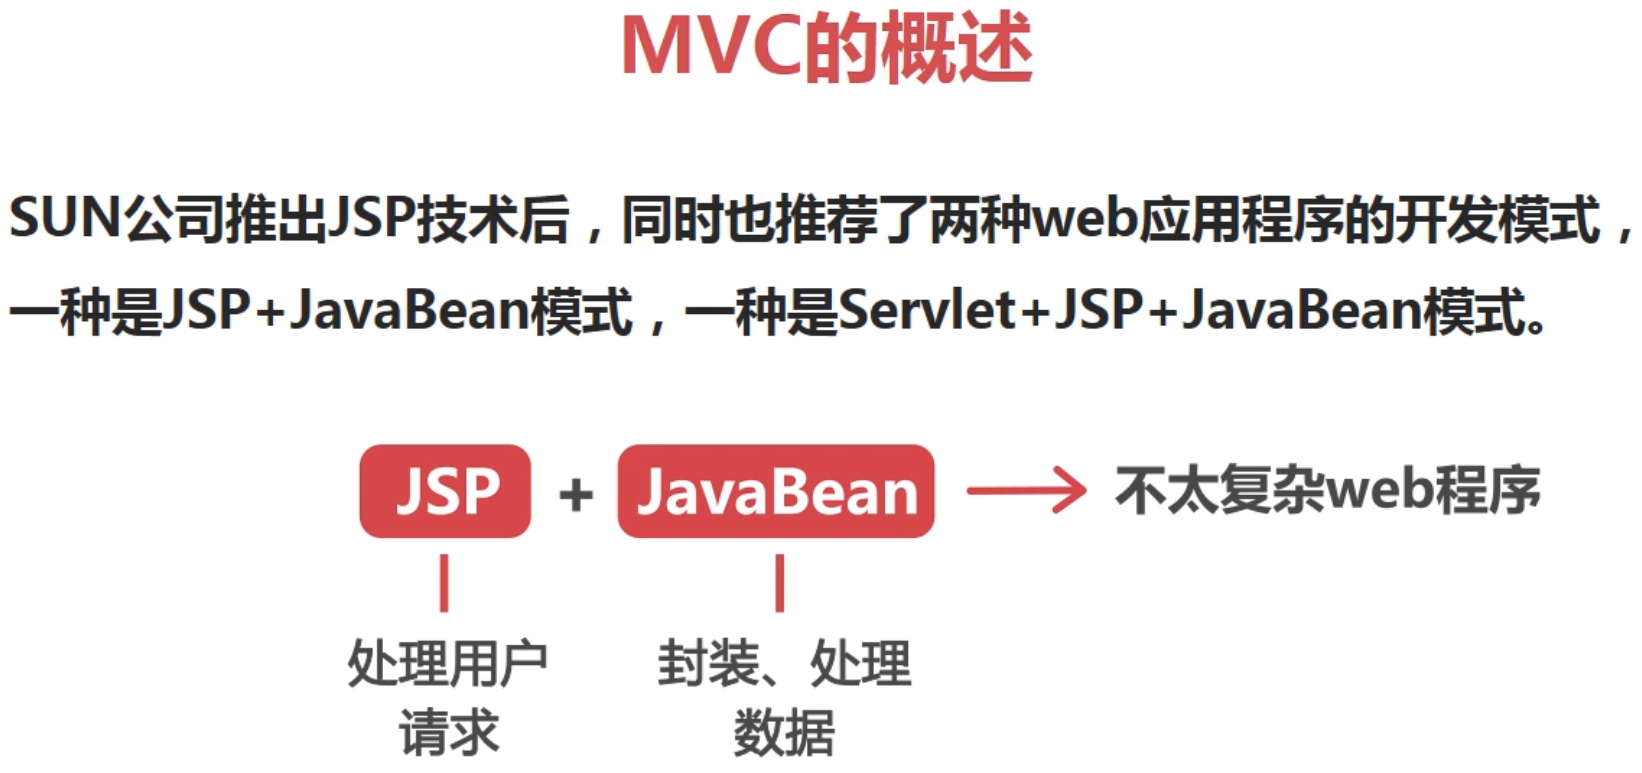 MVC的概述
SUN公司推出JSP技术后，同时也推荐了两种web应用程序的开发模式，
一种是JSP+JavaBean模式，一种是Servlet+JSP+JavaBean模式。
JSP + JavaBean → 不太复杂web程序
处理用户 封装、处理
请求 数据